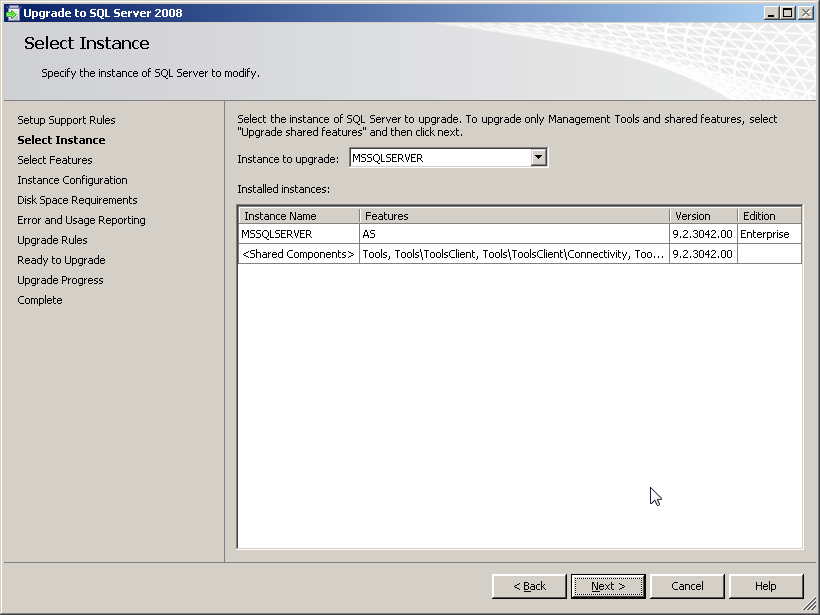 Upgrade to SQL Server 2008
Select Instance
Specify the instance of SQL Server to modify.
Setup Support Rules
Select Instance
Select Features
Instance Configuration
Disk Space Requirements
Error and Usage Reporting
Upgrade Rules
Ready to Upgrade
Upgrade Progress
Complete
Select the instance of SQL Server to upgrade. To upgrade only Management Tools and shared features, select
"Upgrade shared features" and then click next.
Instance to upgrade: MSSQLSERVER
Installed instances:
Instance Name Features Version Edition
MSSQLSERVER AS 9.2.3042.00 Enterprise
<Shared Components> Tools, Tools\ToolsClient, Tools\ToolsClient\Connectivity, Too... 9.2.3042.00
< Back Next > Cancel Help